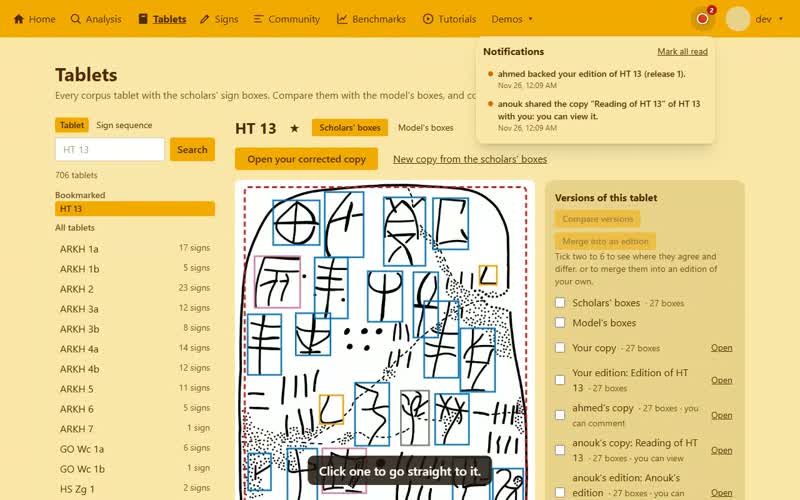 Home Analysis Tablets Signs Community Benchmarks Tutorials Demos 2 dev
Notifications Mark all read
ahmed backed your edition of HT 13 (release 1).
Nov 26, 12:09 AM
anouk shared the copy "Reading of HT 13" of HT 13
with you: you can view it.
Nov 26, 12:09 AM
Tablets
Every corpus tablet with the scholars' sign boxes. Compare them with the model's boxes, and
Tablet Sign sequence
HT 13 Search
706 tablets
Bookmarked
HT 13
All tablets
ARKH 1a 17 signs
ARKH 1b 5 signs
ARKH 2 23 signs
ARKH 3a 12 signs
ARKH 3b 8 signs
ARKH 4a 14 signs
ARKH 4b 12 signs
ARKH 5 11 signs
ARKH 6 5 signs
ARKH 7 1 sign
GO Wc 1a 6 signs
GO Wc 1b 1 sign
HS Zg 1 2 signs
HT 13 ★ Scholars' boxes Model's boxes
Open your corrected copy New copy from the scholars' boxes
Versions of this tablet
Compare versions
Merge into an edition
Tick two to six to see where they agree and
differ, or to merge them into an edition of
your own.
Scholars' boxes · 27 boxes
Model's boxes
Your copy · 27 boxes Open
Your edition: Edition of HT
13 · 27 boxes Open
ahmed's copy · 27 boxes · you
can comment Open
anouk's copy: Reading of HT
13 · 27 boxes · you can view Open
anouk's edition: Anouk's
edition · 27 boxes · you can Open
Click one to go straight to it.